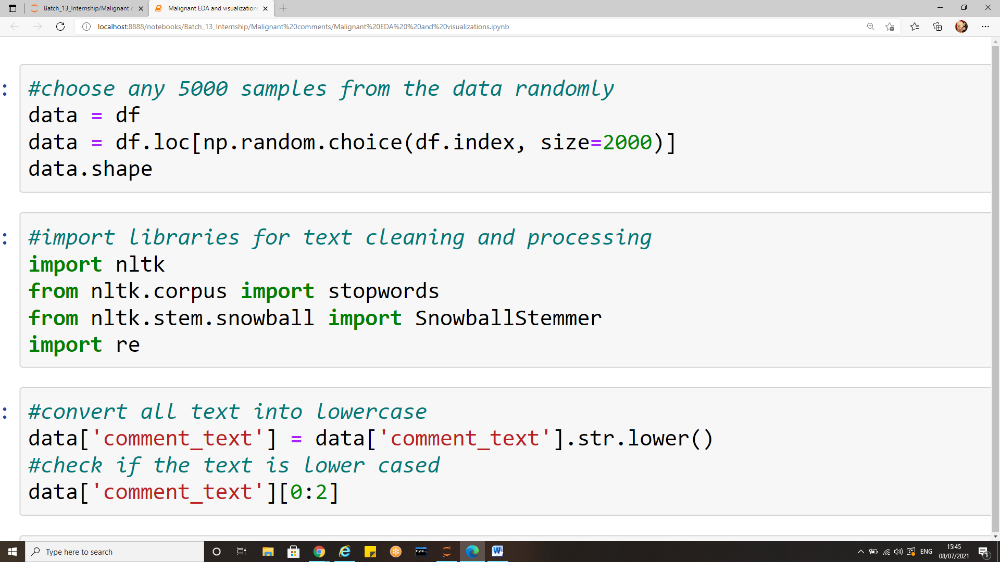 Batch_13_Internship/Malignant c
Malignant EDA and visualizations
localhost:8888/notebooks/Batch_13_Internship/Malignant%20comments/Malignant%20EDA%20%20and%20visualizations.ipynb
:
#choose any 5000 samples from the data randomly
data = df
data = df.loc[np.random.choice(df.index, size=2000)]
data.shape
:
#import libraries for text cleaning and processing
import nltk
from nltk.corpus import stopwords
from nltk.stem.snowball import SnowballStemmer
import re
:
#convert all text into lowercase
data['comment_text'] = data['comment_text'].str.lower()
#check if the text is lower cased
data['comment_text'][0:2]
Type here to search
MySQL
ENG
15:45
08/07/2021
1